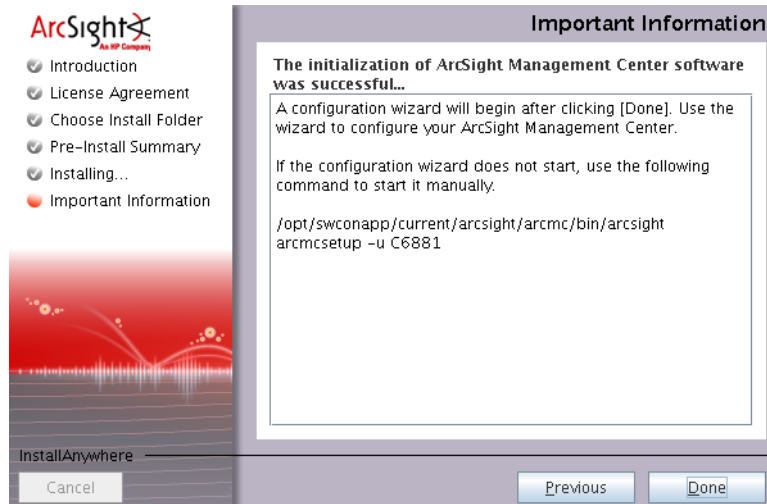 ArcSight
An HP Company
Important Information
Introduction
License Agreement
Choose Install Folder
Pre-Install Summary
Installing...
Important Information
The initialization of ArcSight Management Center software
was successful...
A configuration wizard will begin after clicking [Done]. Use the
wizard to configure your ArcSight Management Center.
If the configuration wizard does not start, use the following
command to start it manually.
/opt/swconapp/current/arcsight/arcmc/bin/arcsight
arcmcsetup -u C6881
InstallAnywhere
Cancel
Previous
Done